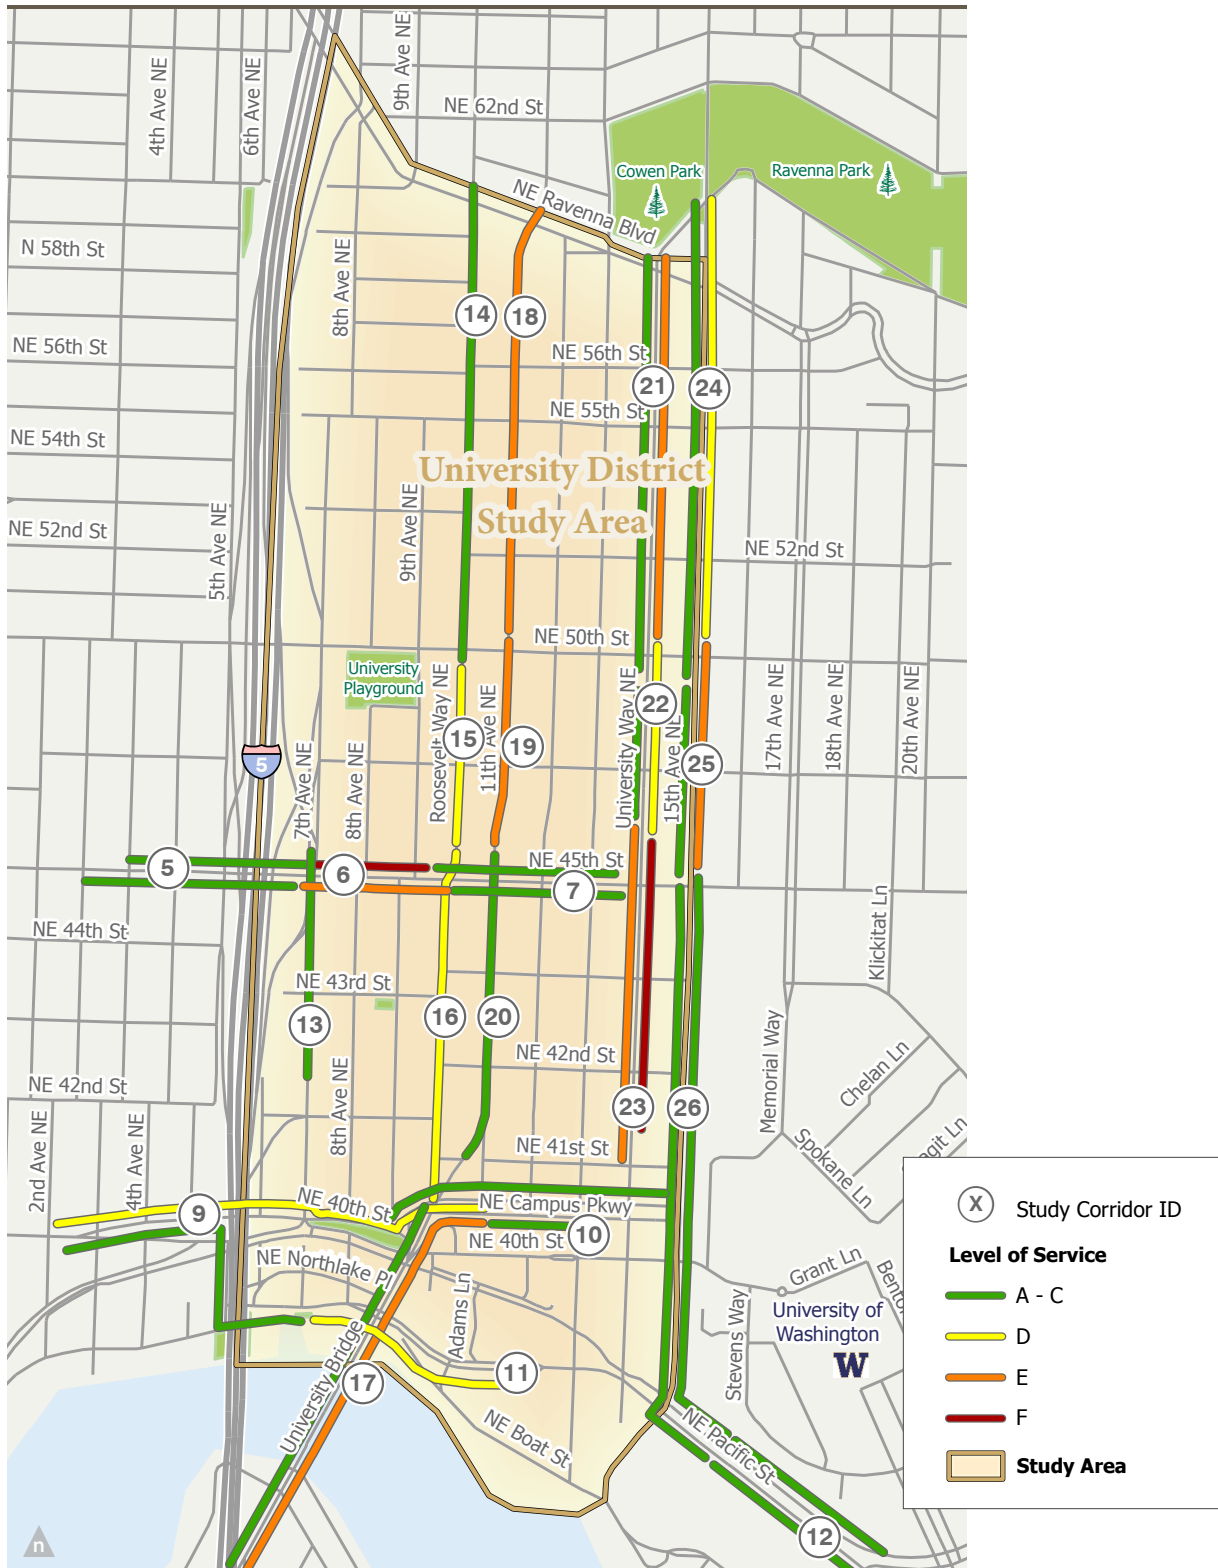 9th Ave NE
4th Ave NE
6th Ave NE
NE 62nd St
Cowen Park
Ravenna Park
NE Ravenna Blvd
N 58th St
8th Ave NE
14
18
NE 56th St
NE 56th St
21
24
NE 55th St
NE 54th St
University District
Study Area
9th Ave NE
NE 52nd St
NE 52nd St
5th Ave NE
NE 50th St
University
Playground
Roosevelt Way NE
11th Ave NE
University Way NE
15th Ave NE
17th Ave NE
18th Ave NE
20th Ave NE
22
15
19
25
5
7th Ave NE
8th Ave NE
5
6
NE 45th St
7
NE 44th St
Klickitat Ln
NE 43rd St
13
16
20
NE 42nd St
Memorial Way
Chelan Ln
NE 42nd St
8th Ave NE
23
26
2nd Ave NE
4th Ave NE
NE 41st St
Spokane Ln
agit Ln
9
NE 40th St
NE Campus Pkwy
NE 40th St
10
NE Northlake Pl
Adams Ln
Grant Ln
Bento
University of
Washington
W
Stevens Way
11
17
University Bridge
NE Boat St
NE Pacific St
12
n
X
Study Corridor ID
Level of Service
A - C
D
E
F
Study Area